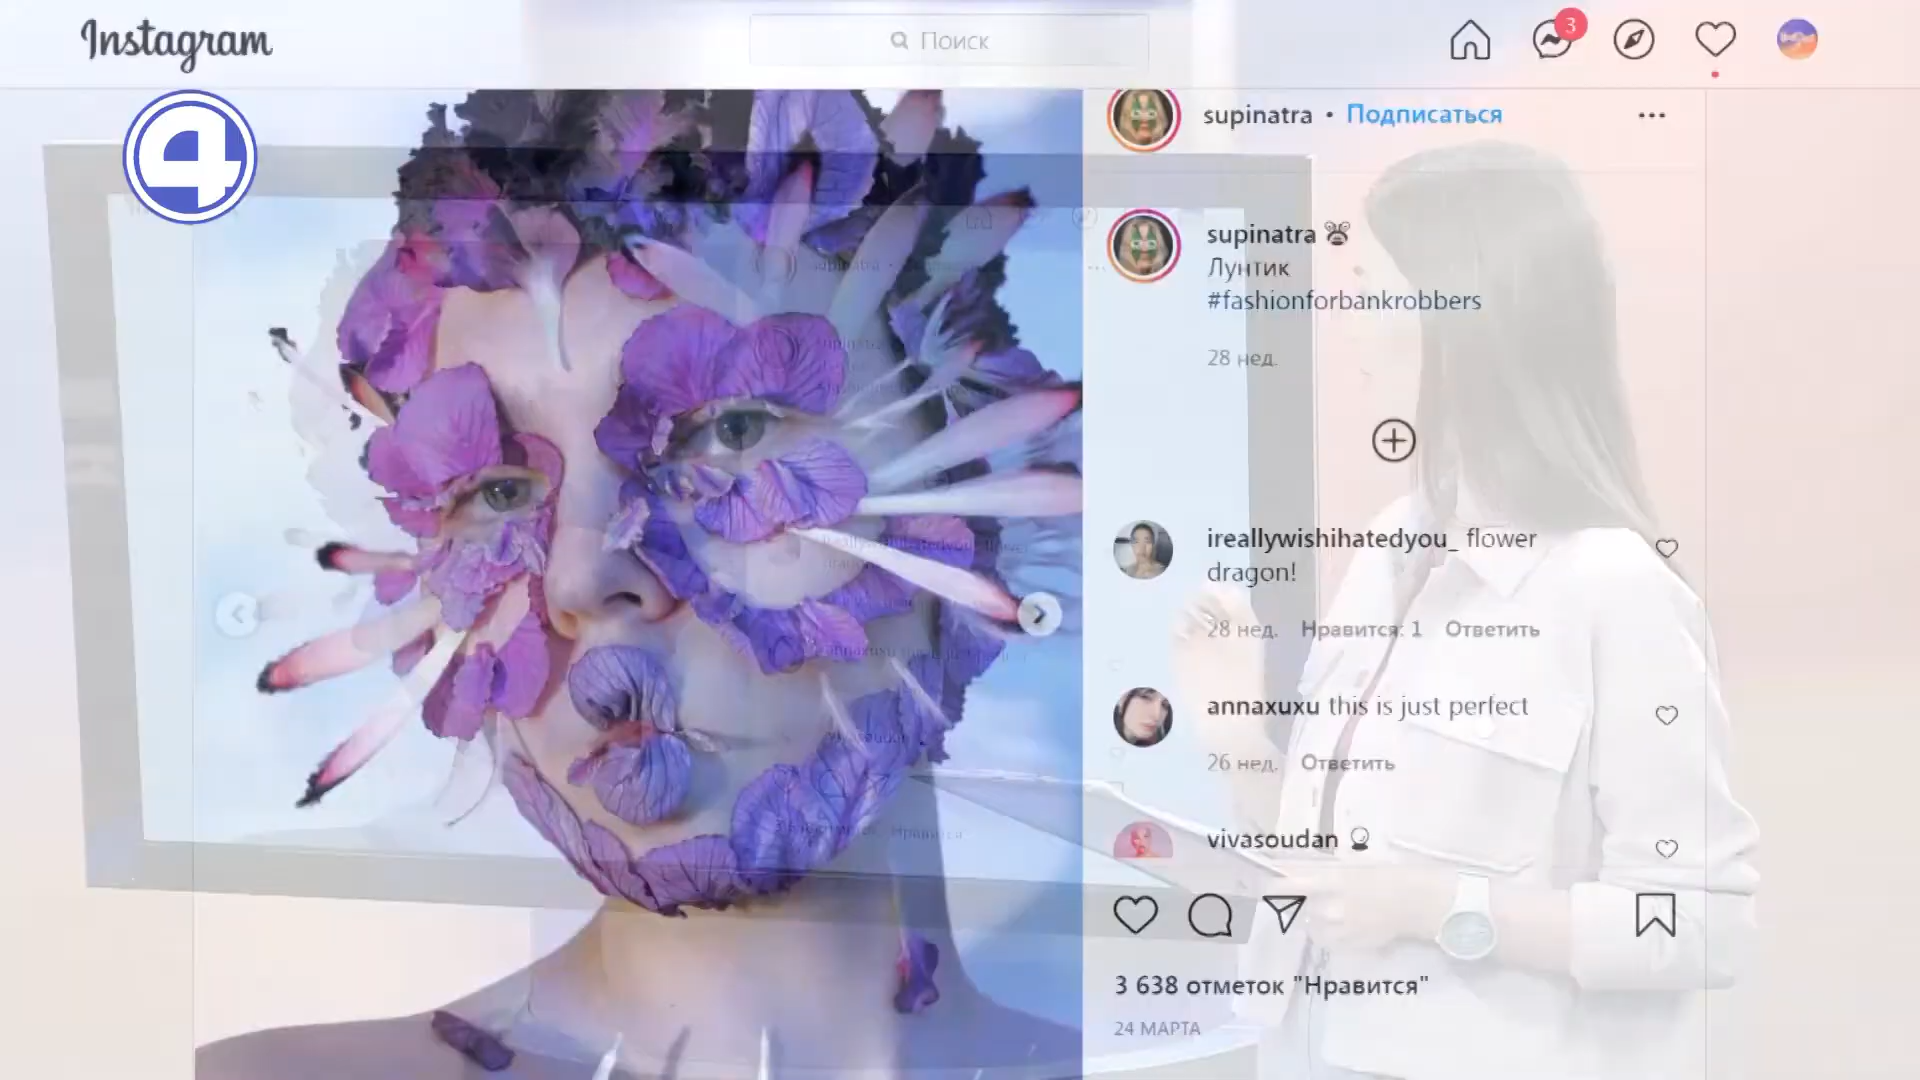 Instagram
Поиск
3
4
supinatra • Подписаться
supinatra
Лунтик
#fashionforbankrobbers
28 нед.
ireallywishihatedyou_ flower
dragon!
28 нед. Нравится: 1 Ответить
annaxuxu this is just perfect
26 нед. Ответить
vivasoudan
3 638 отметок "Нравится"
24 МАРТА